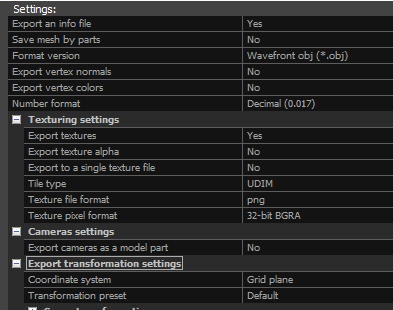 Settings:
Export an info file Yes
Save mesh by parts No
Format version Wavefront obj (*.obj)
Export vertex normals No
Export vertex colors No
Number format Decimal (0.017)
Texturing settings
Export textures Yes
Export texture alpha No
Export to a single texture file No
Tile type UDIM
Texture file format png
Texture pixel format 32-bit BGRA
Cameras settings
Export cameras as a model part No
Export transformation settings
Coordinate system Grid plane
Transformation preset Default